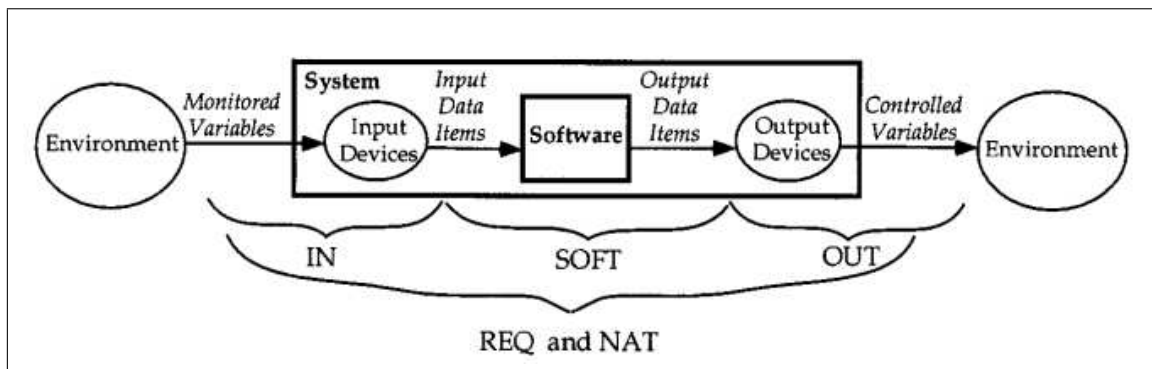 System
Environment
Monitored
Variables
Input
Devices
Input
Data
Items
Software
Output
Data
Items
Output
Devices
Controlled
Variables
Environment
IN
SOFT
OUT
REQ and NAT